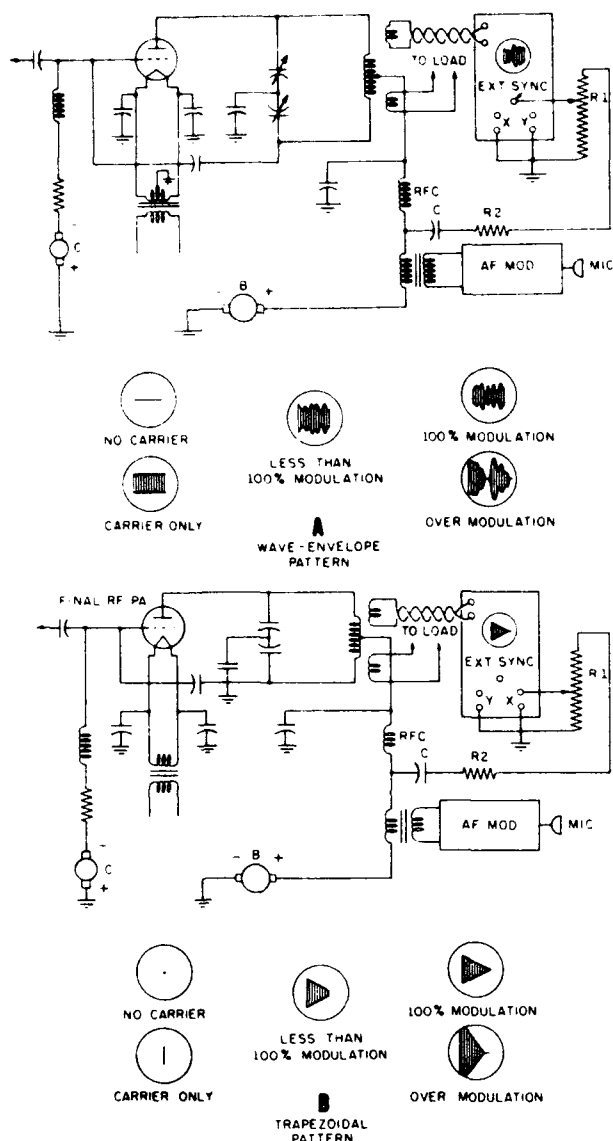 TO LOAD
EXT SYNC
X Y
R1
RFC
C
R2
C
- B +
AF MOD
MIC
NO CARRIER
LESS THAN
100% MODULATION
100% MODULATION
CARRIER ONLY
OVER MODULATION
A
WAVE-ENVELOPE
PATTERN
FINAL RF PA
TO LOAD
EXT SYNC
R1
Y X
RFC
C
R2
- B +
AF MOD
MIC
C
NO CARRIER
LESS THAN
100% MODULATION
100% MODULATION
CARRIER ONLY
OVER MODULATION
B
TRAPEZOIDAL
PATTERN